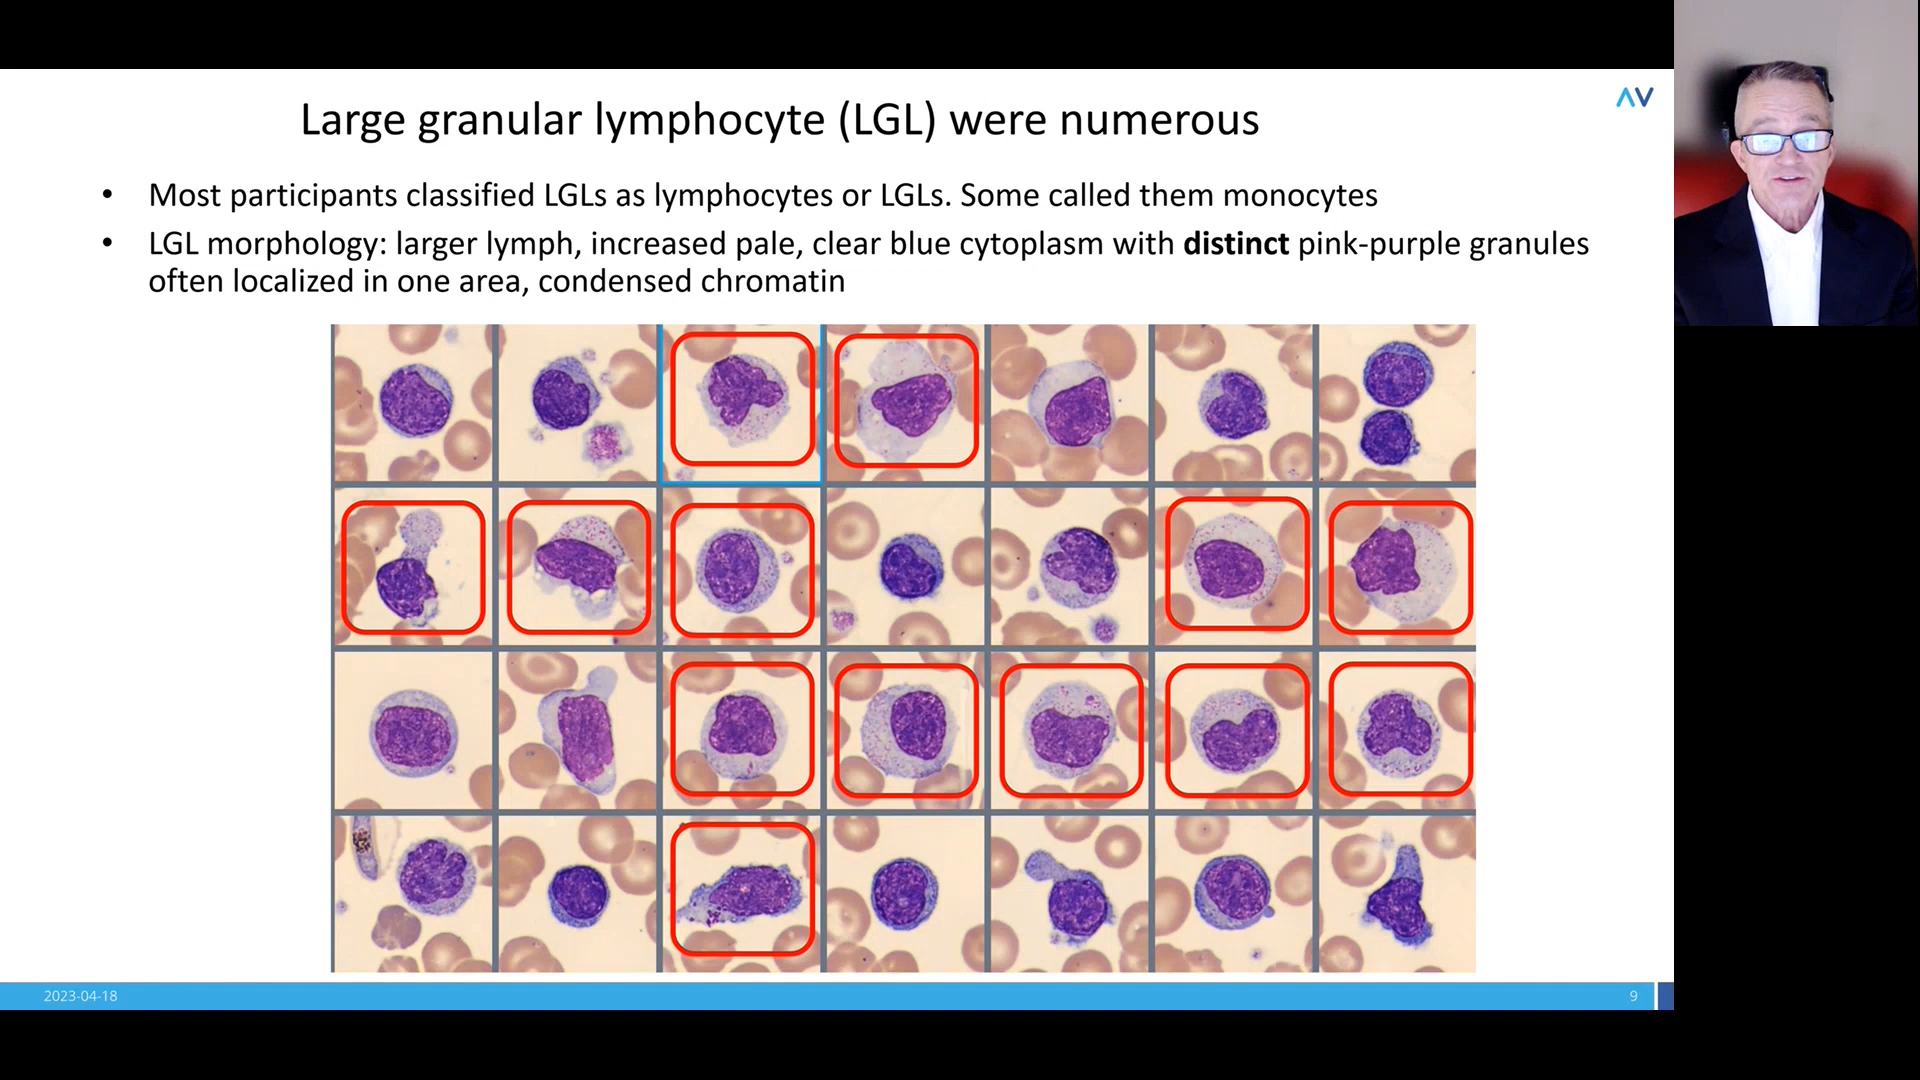 Large granular lymphocyte (LGL) were numerous
• Most participants classified LGLs as lymphocytes or LGLs. Some called them monocytes
• LGL morphology: larger lymph, increased pale, clear blue cytoplasm with distinct pink-purple granules
often localized in one area, condensed chromatin
2023-04-18
9